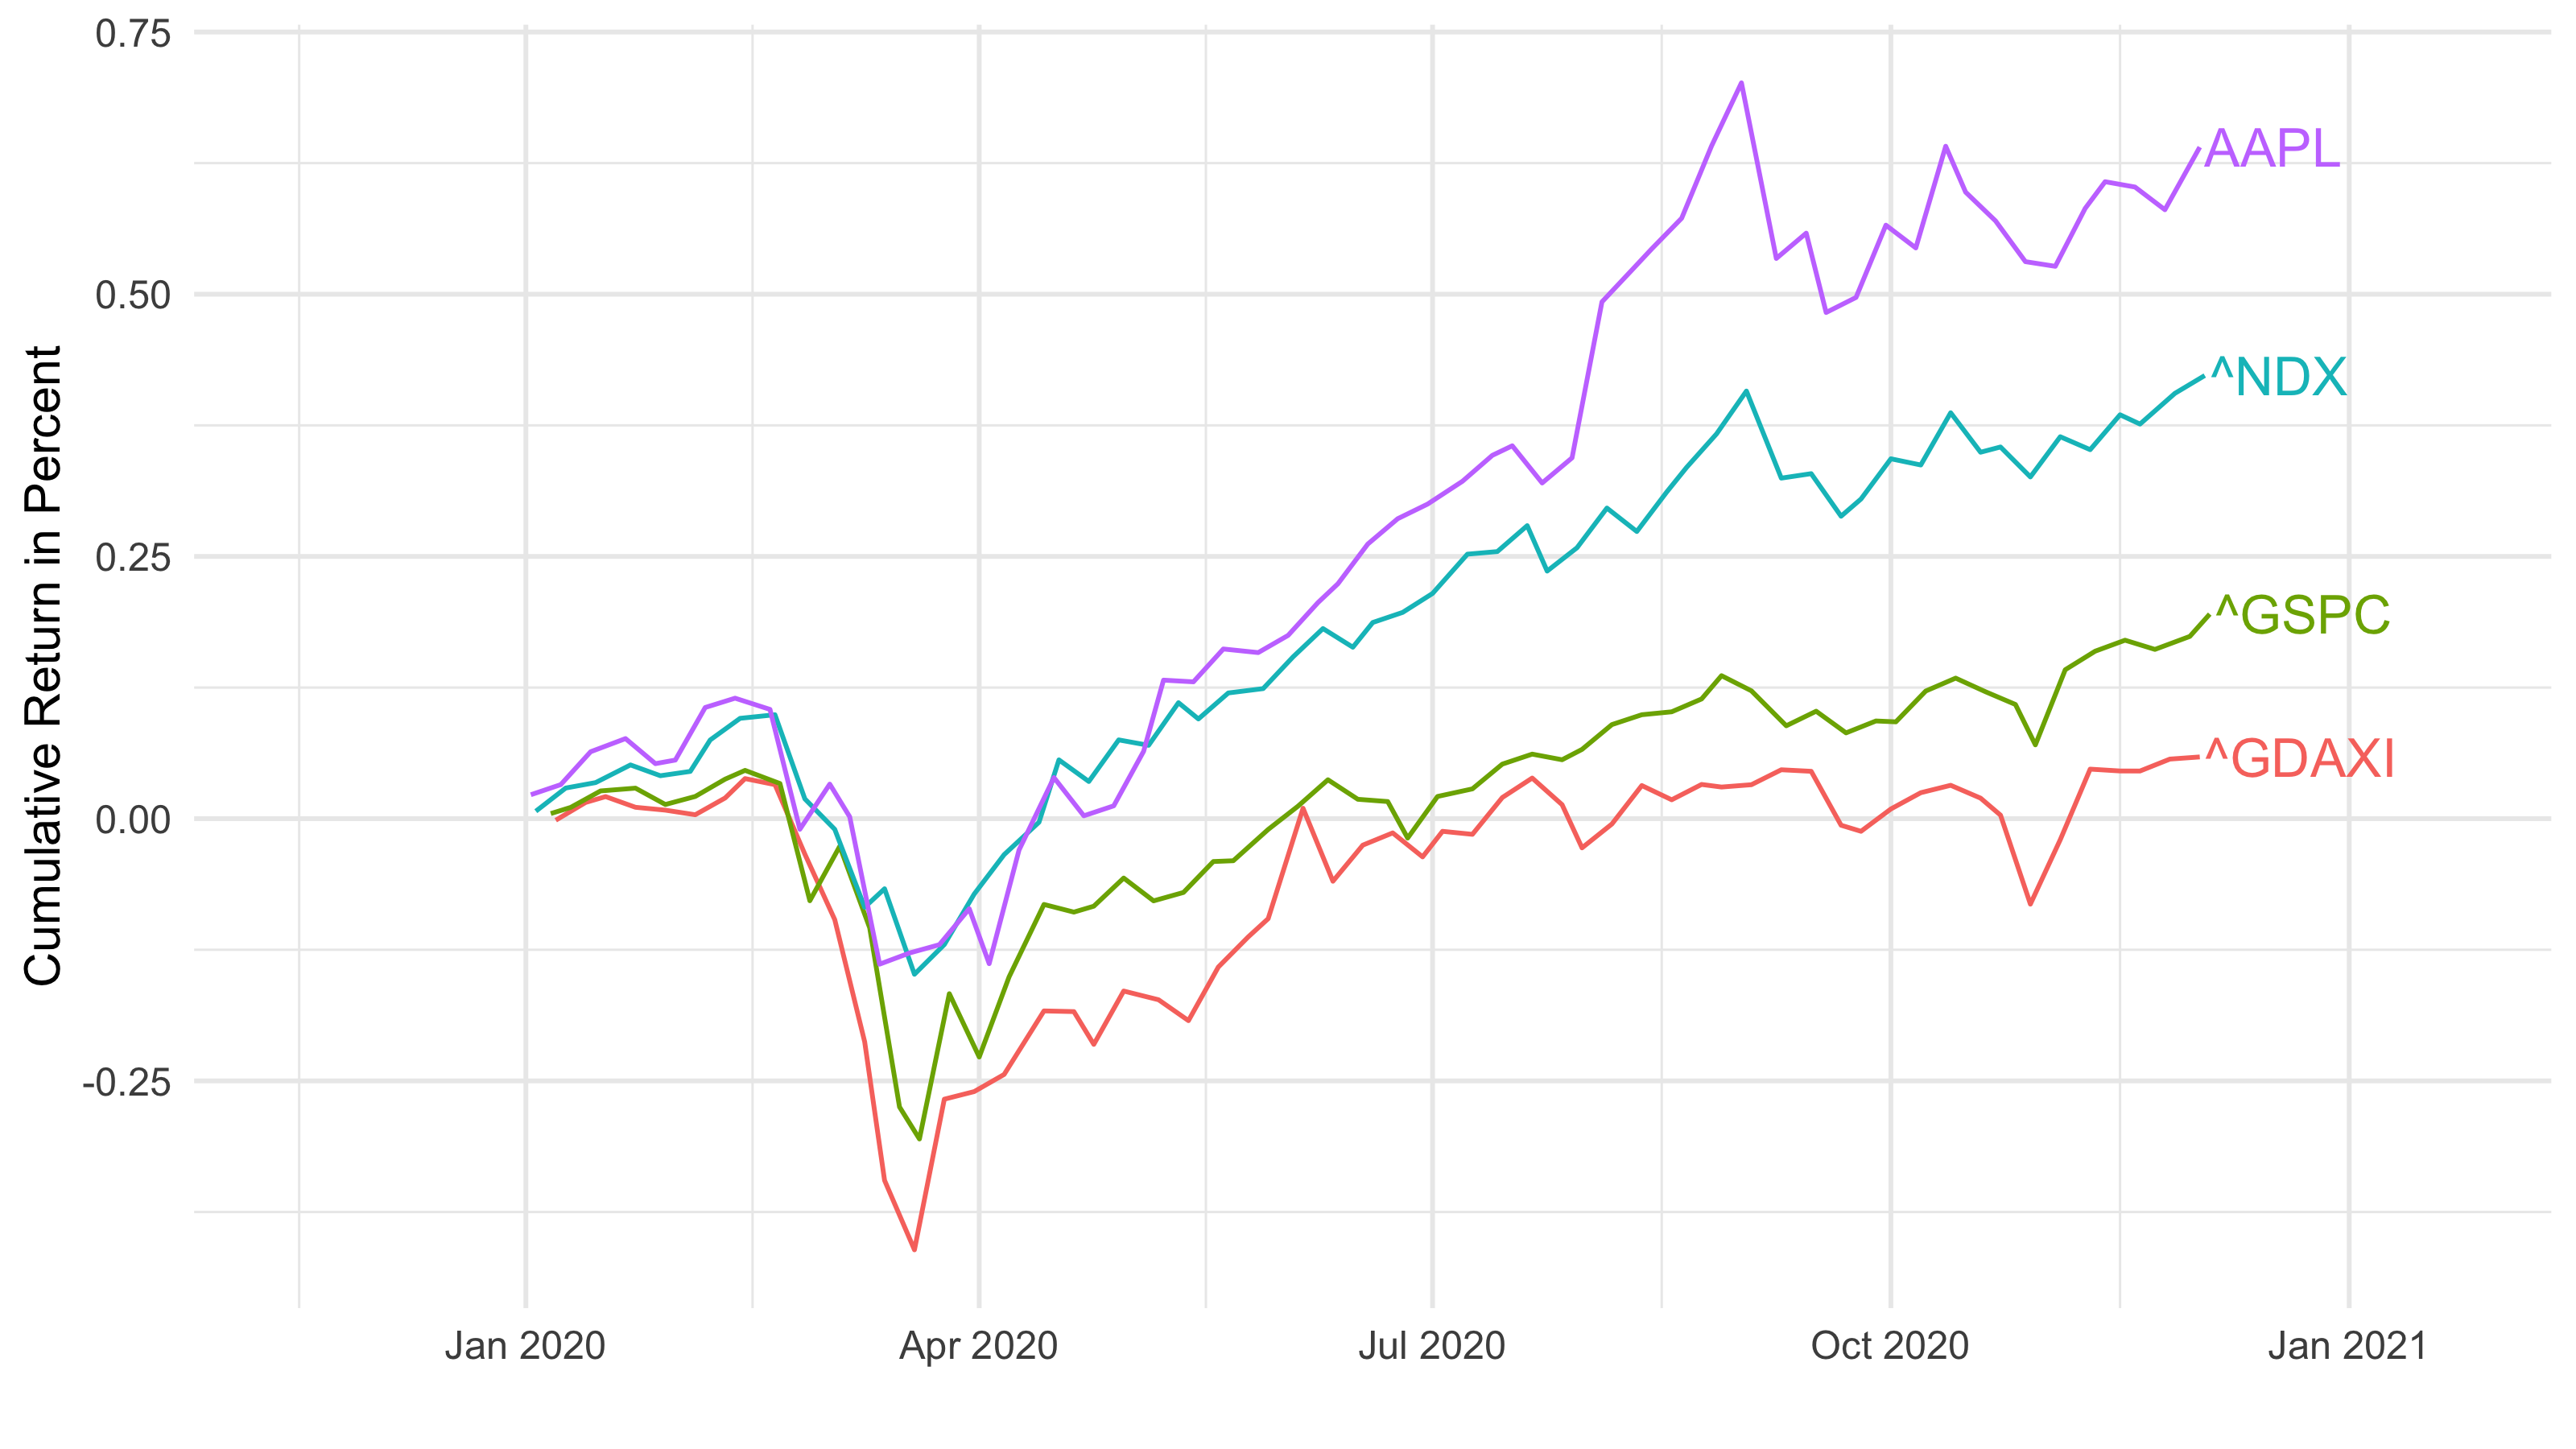 Cumulative Return in Percent
0.75
0.50
0.25
0.00
-0.25
AAPL
^NDX
^GSPC
^GDAXI
Jan 2020
Apr 2020
Jul 2020
Oct 2020
Jan 2021